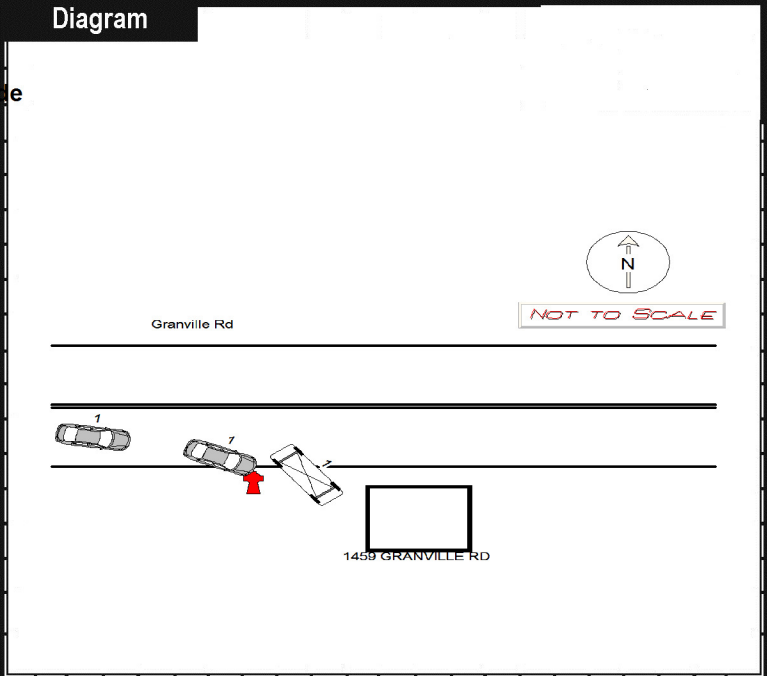 Diagram
de
N
NOT TO SCALE
Granville Rd
1
1
1
1459 GRANVILLE RD